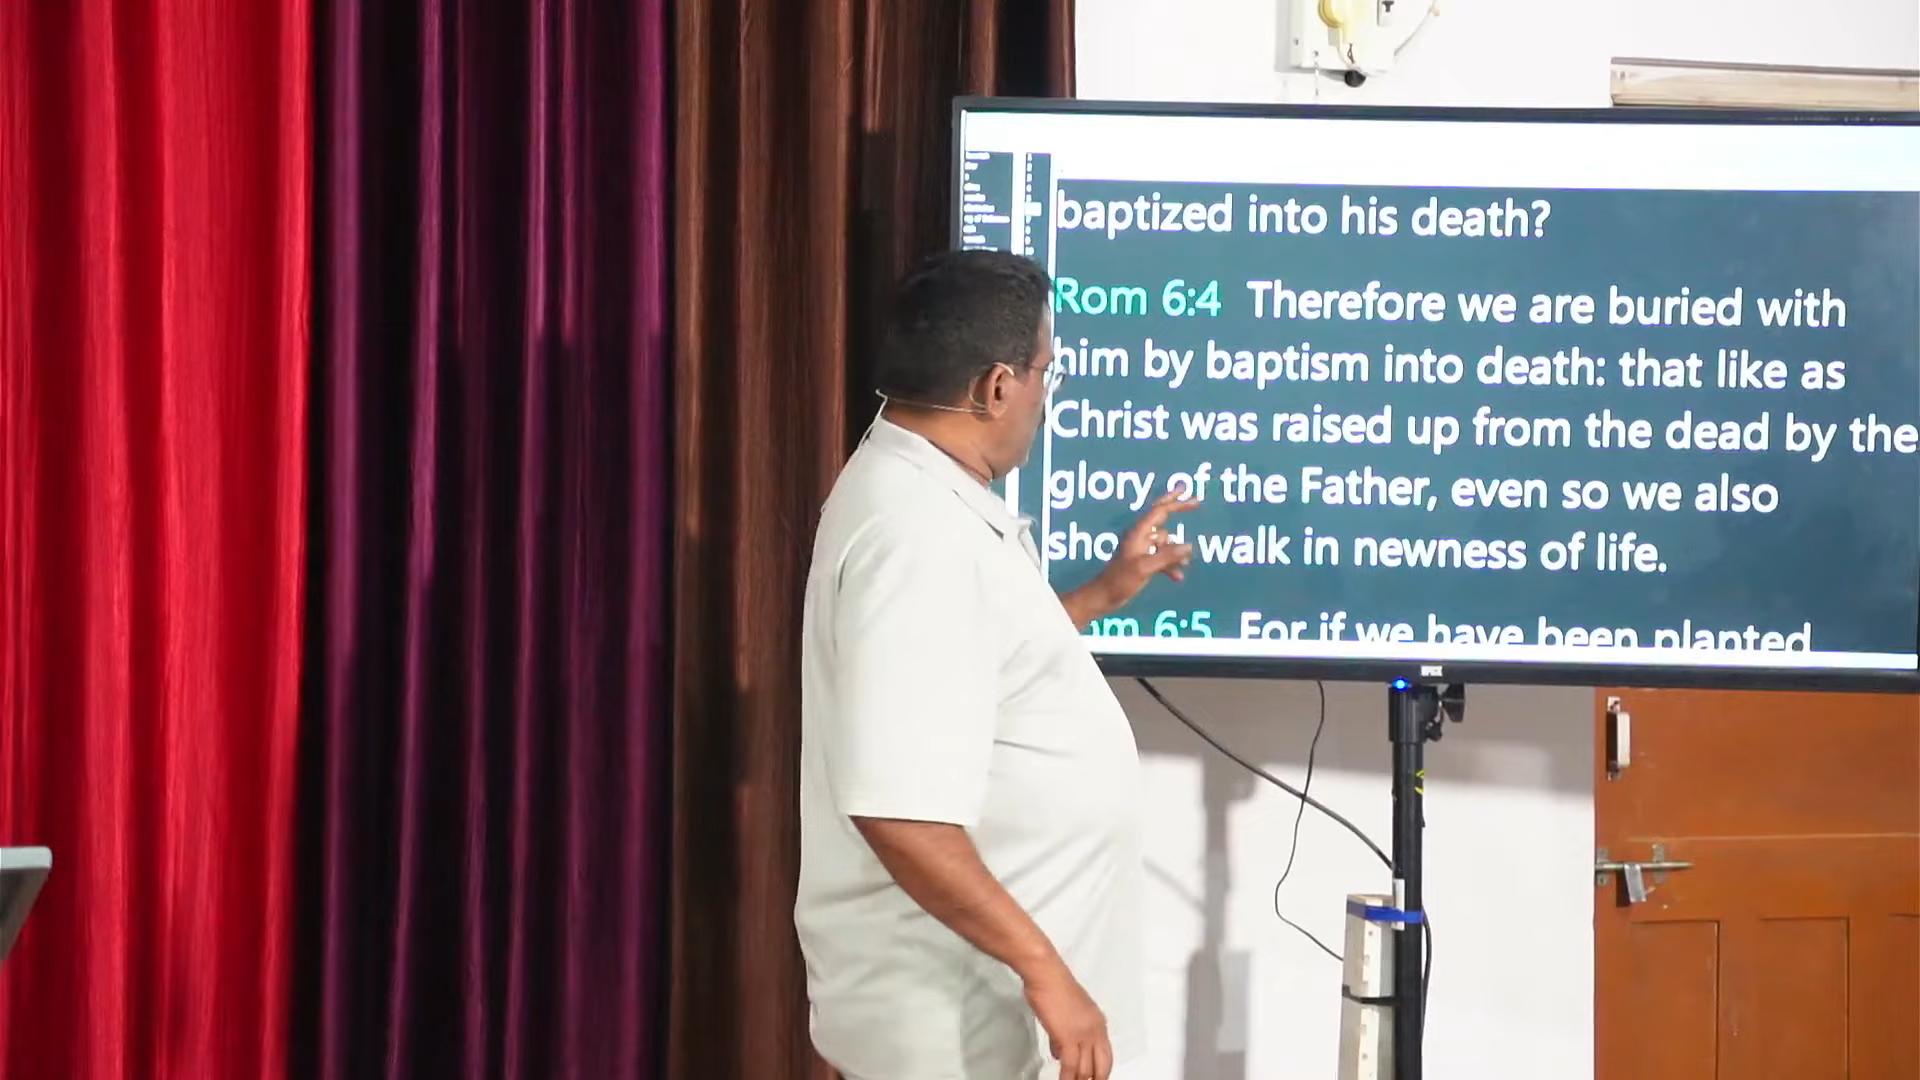 baptized into his death?
Rom 6:4 Therefore we are buried with
him by baptism into death: that like as
Christ was raised up from the dead by the
glory of the Father, even so we also
should walk in newness of life.
Rom 6:5 For if we have been planted